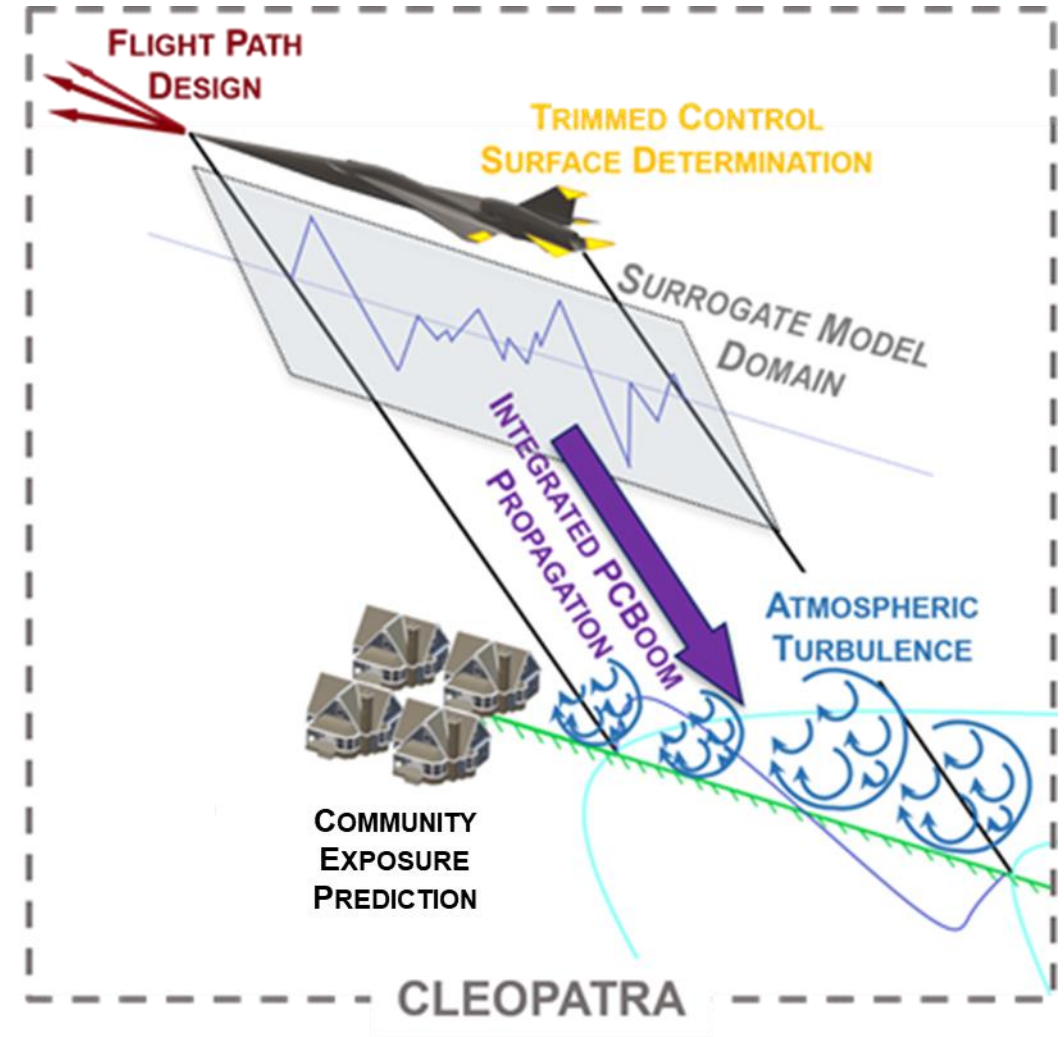 FLIGHT PATH
DESIGN
TRIMMED CONTROL
SURFACE DETERMINATION
SURROGATE MODEL
DOMAIN
INTEGRATED PCBOOM
PROPAGATION
ATMOSPHERIC
TURBULENCE
COMMUNITY
EXPOSURE
PREDICTION
CLEOPATRA